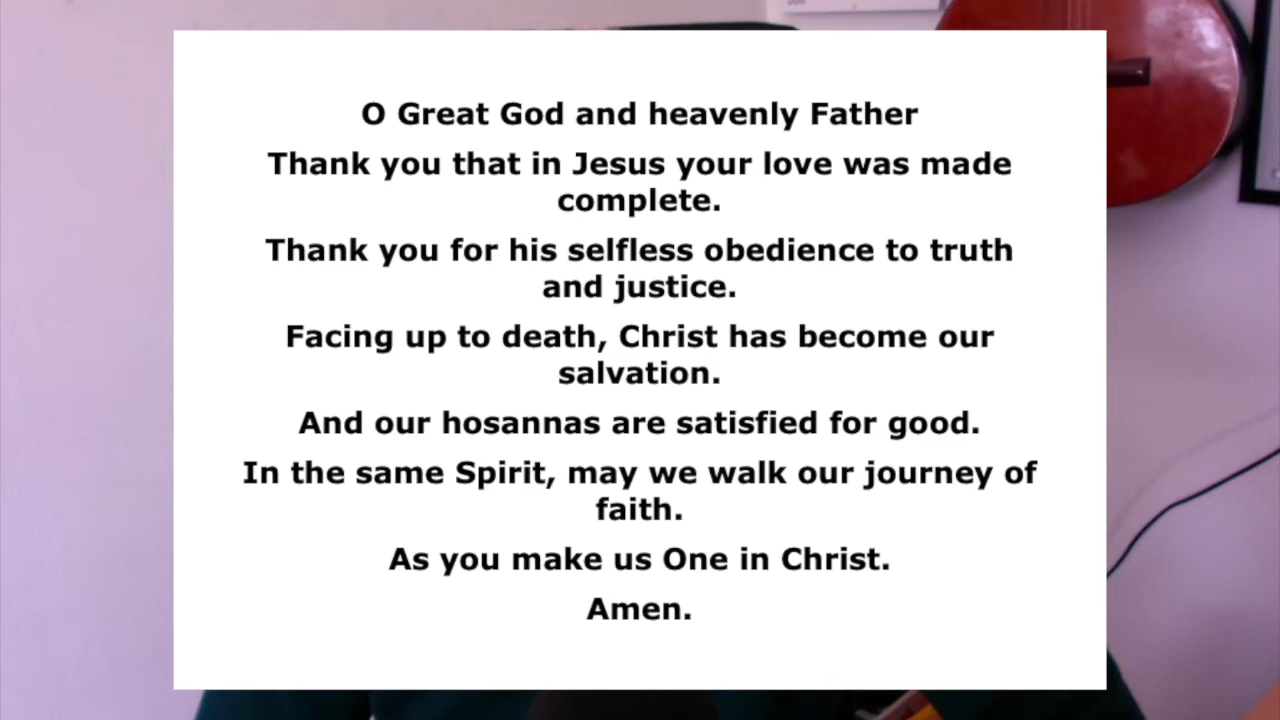 O Great God and heavenly Father
Thank you that in Jesus your love was made
complete.
Thank you for his selfless obedience to truth
and justice.
Facing up to death, Christ has become our
salvation.
And our hosannas are satisfied for good.
In the same Spirit, may we walk our journey of
faith.
As you make us One in Christ.
Amen.